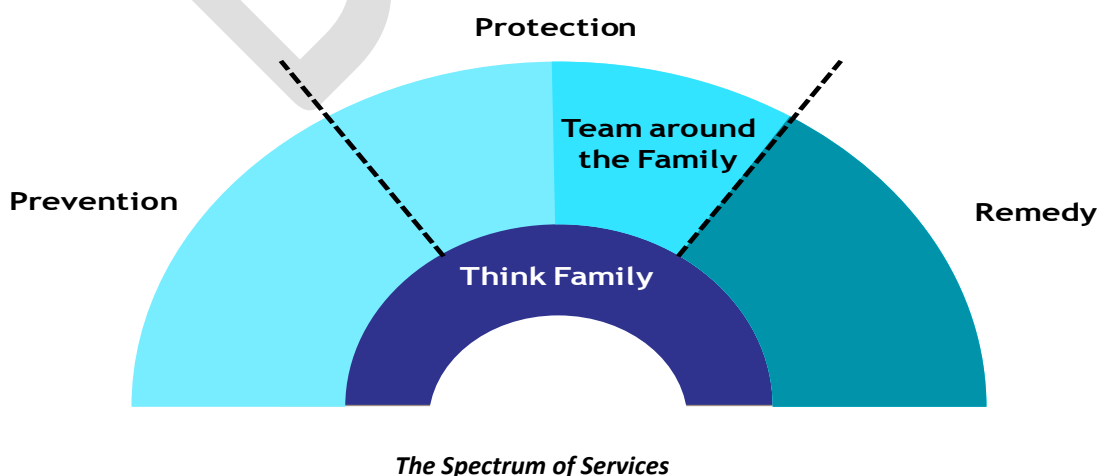 Protection
Team around
the Family
Prevention
Remedy
Think Family
The Spectrum of Services